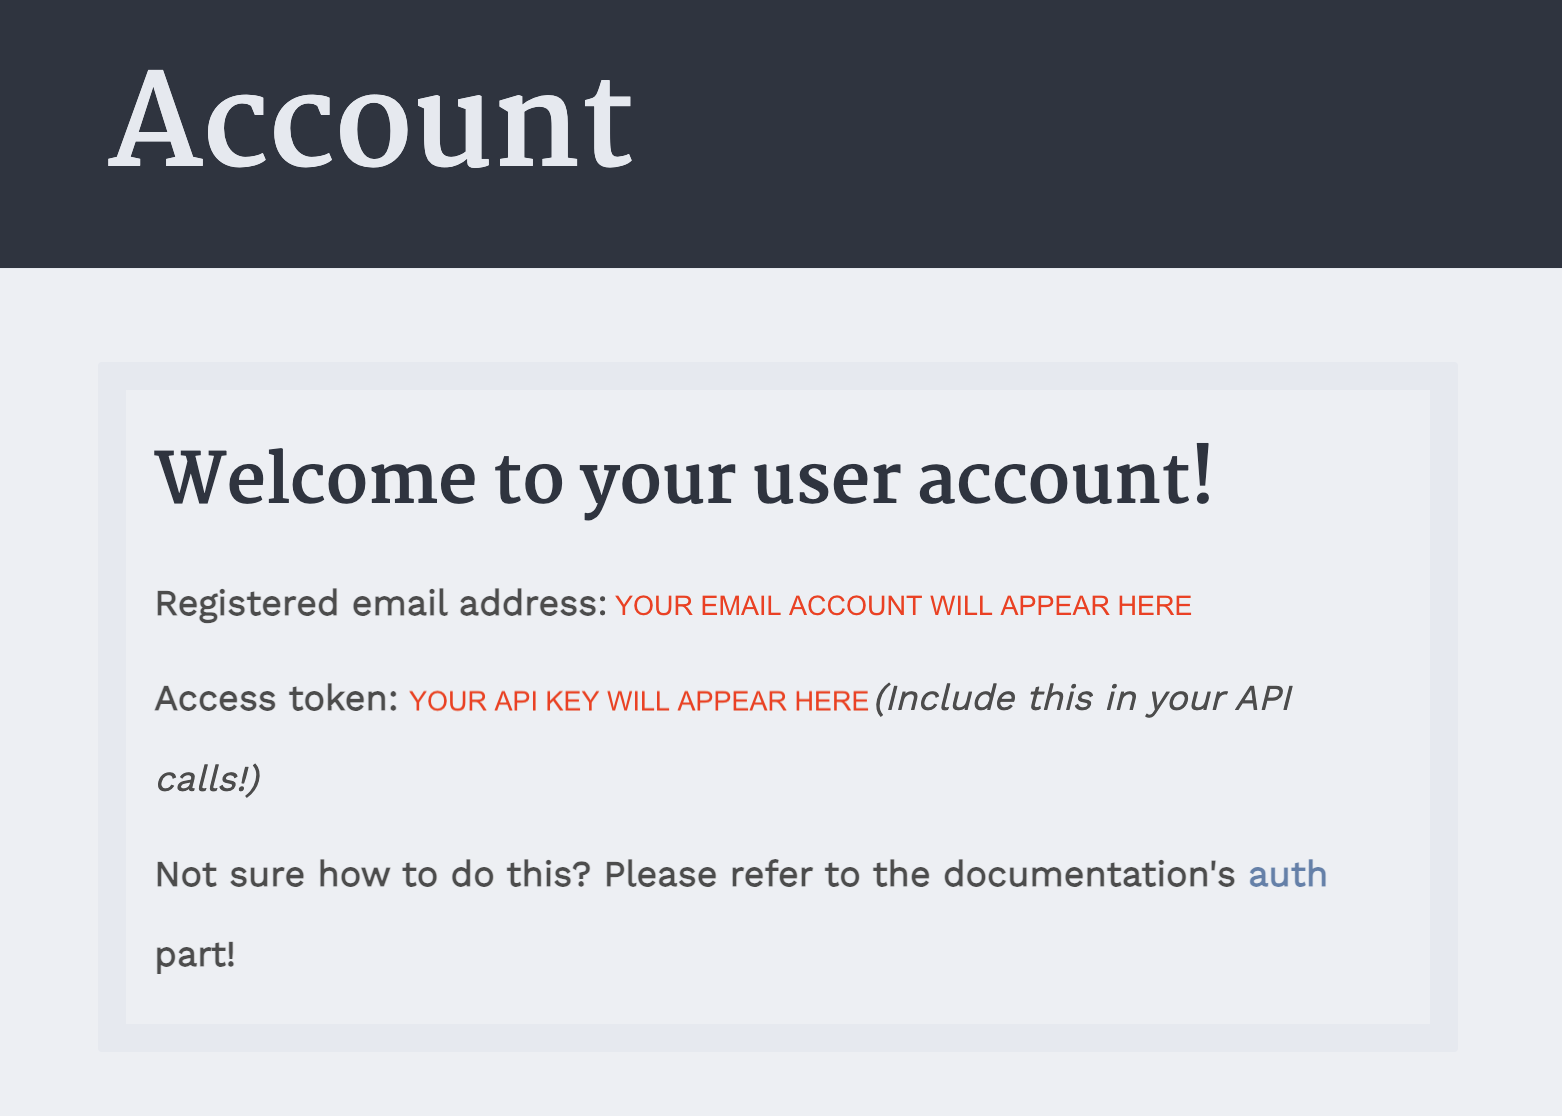 Account
Welcome to your user account!
Registered email address: YOUR EMAIL ACCOUNT WILL APPEAR HERE
Access token: YOUR API KEY WILL APPEAR HERE (Include this in your API
calls!)
Not sure how to do this? Please refer to the documentation's auth
part!